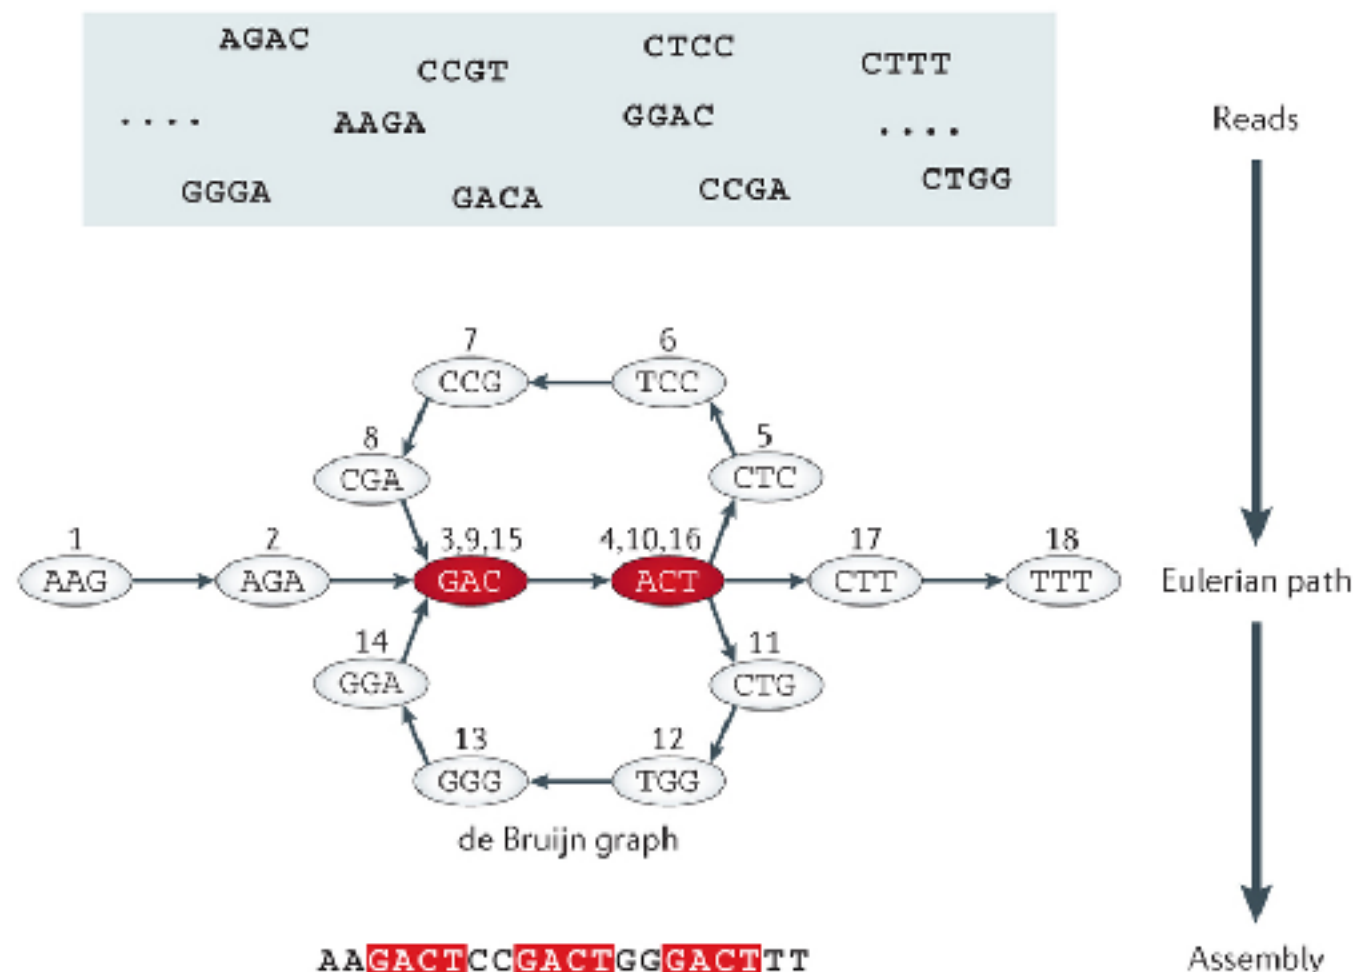 AGAC
CCGT
CTCC
CTTT
....
AAGA
GGAC
....
Reads
GGGA
GACA
CCGA
CTGG
7
6
CCG
TCC
8
5
CGA
CTC
1
2
3,9,15
4,10,16
17
18
AAG
AGA
GAC
ACT
CTT
TTT
Eulerian path
14
11
GGA
CTG
13
12
GGG
TGG
de Bruijn graph
AAGACTCCGACTGGGACTTT
Assembly